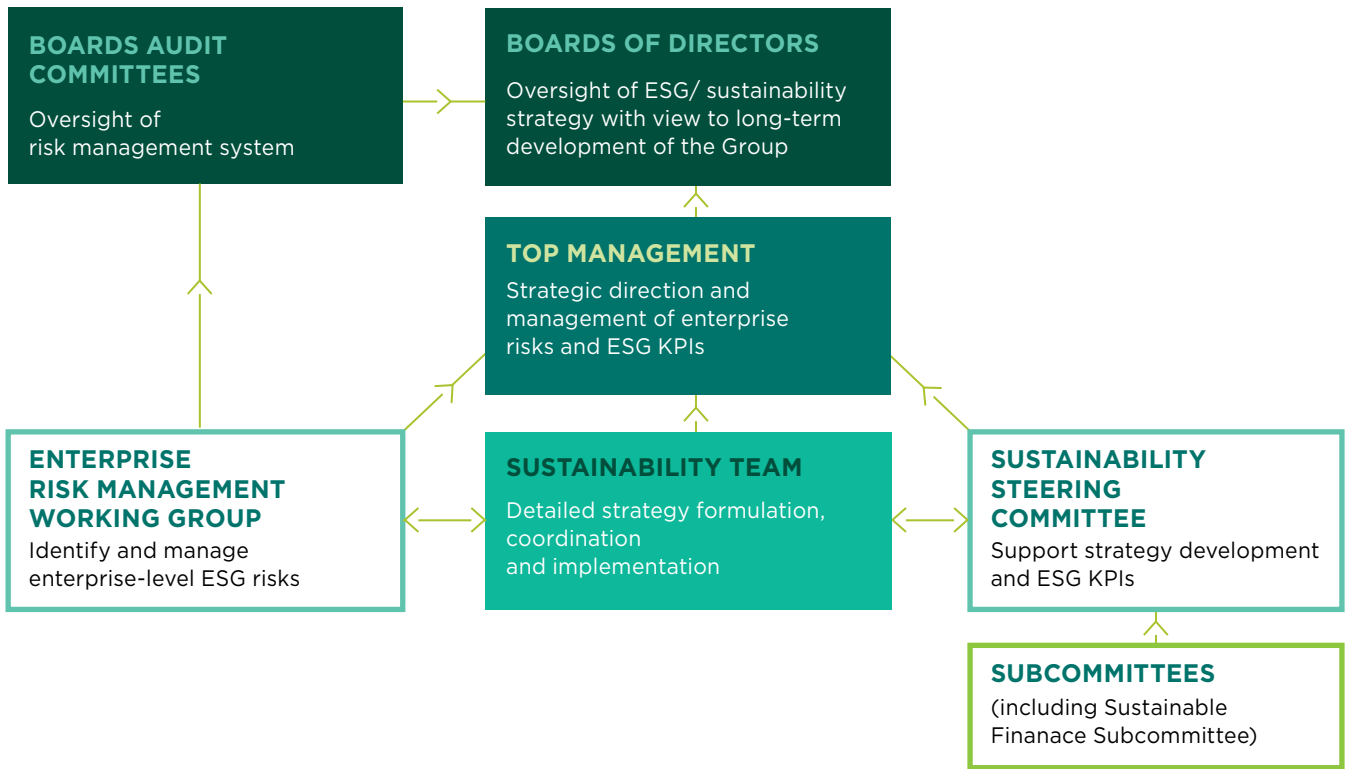 BOARDS AUDIT
COMMITTEES
Oversight of
risk management system
BOARDS OF DIRECTORS
Oversight of ESG/ sustainability
strategy with view to long-term
development of the Group
TOP MANAGEMENT
Strategic direction and
management of enterprise
risks and ESG KPIs
ENTERPRISE
RISK MANAGEMENT
WORKING GROUP
Identify and manage
enterprise-level ESG risks
SUSTAINABILITY TEAM
Detailed strategy formulation,
coordination
and implementation
SUSTAINABILITY
STEERING
COMMITTEE
Support strategy development
and ESG KPIs
SUBCOMMITTEES
(including Sustainable
Finanace Subcommittee)